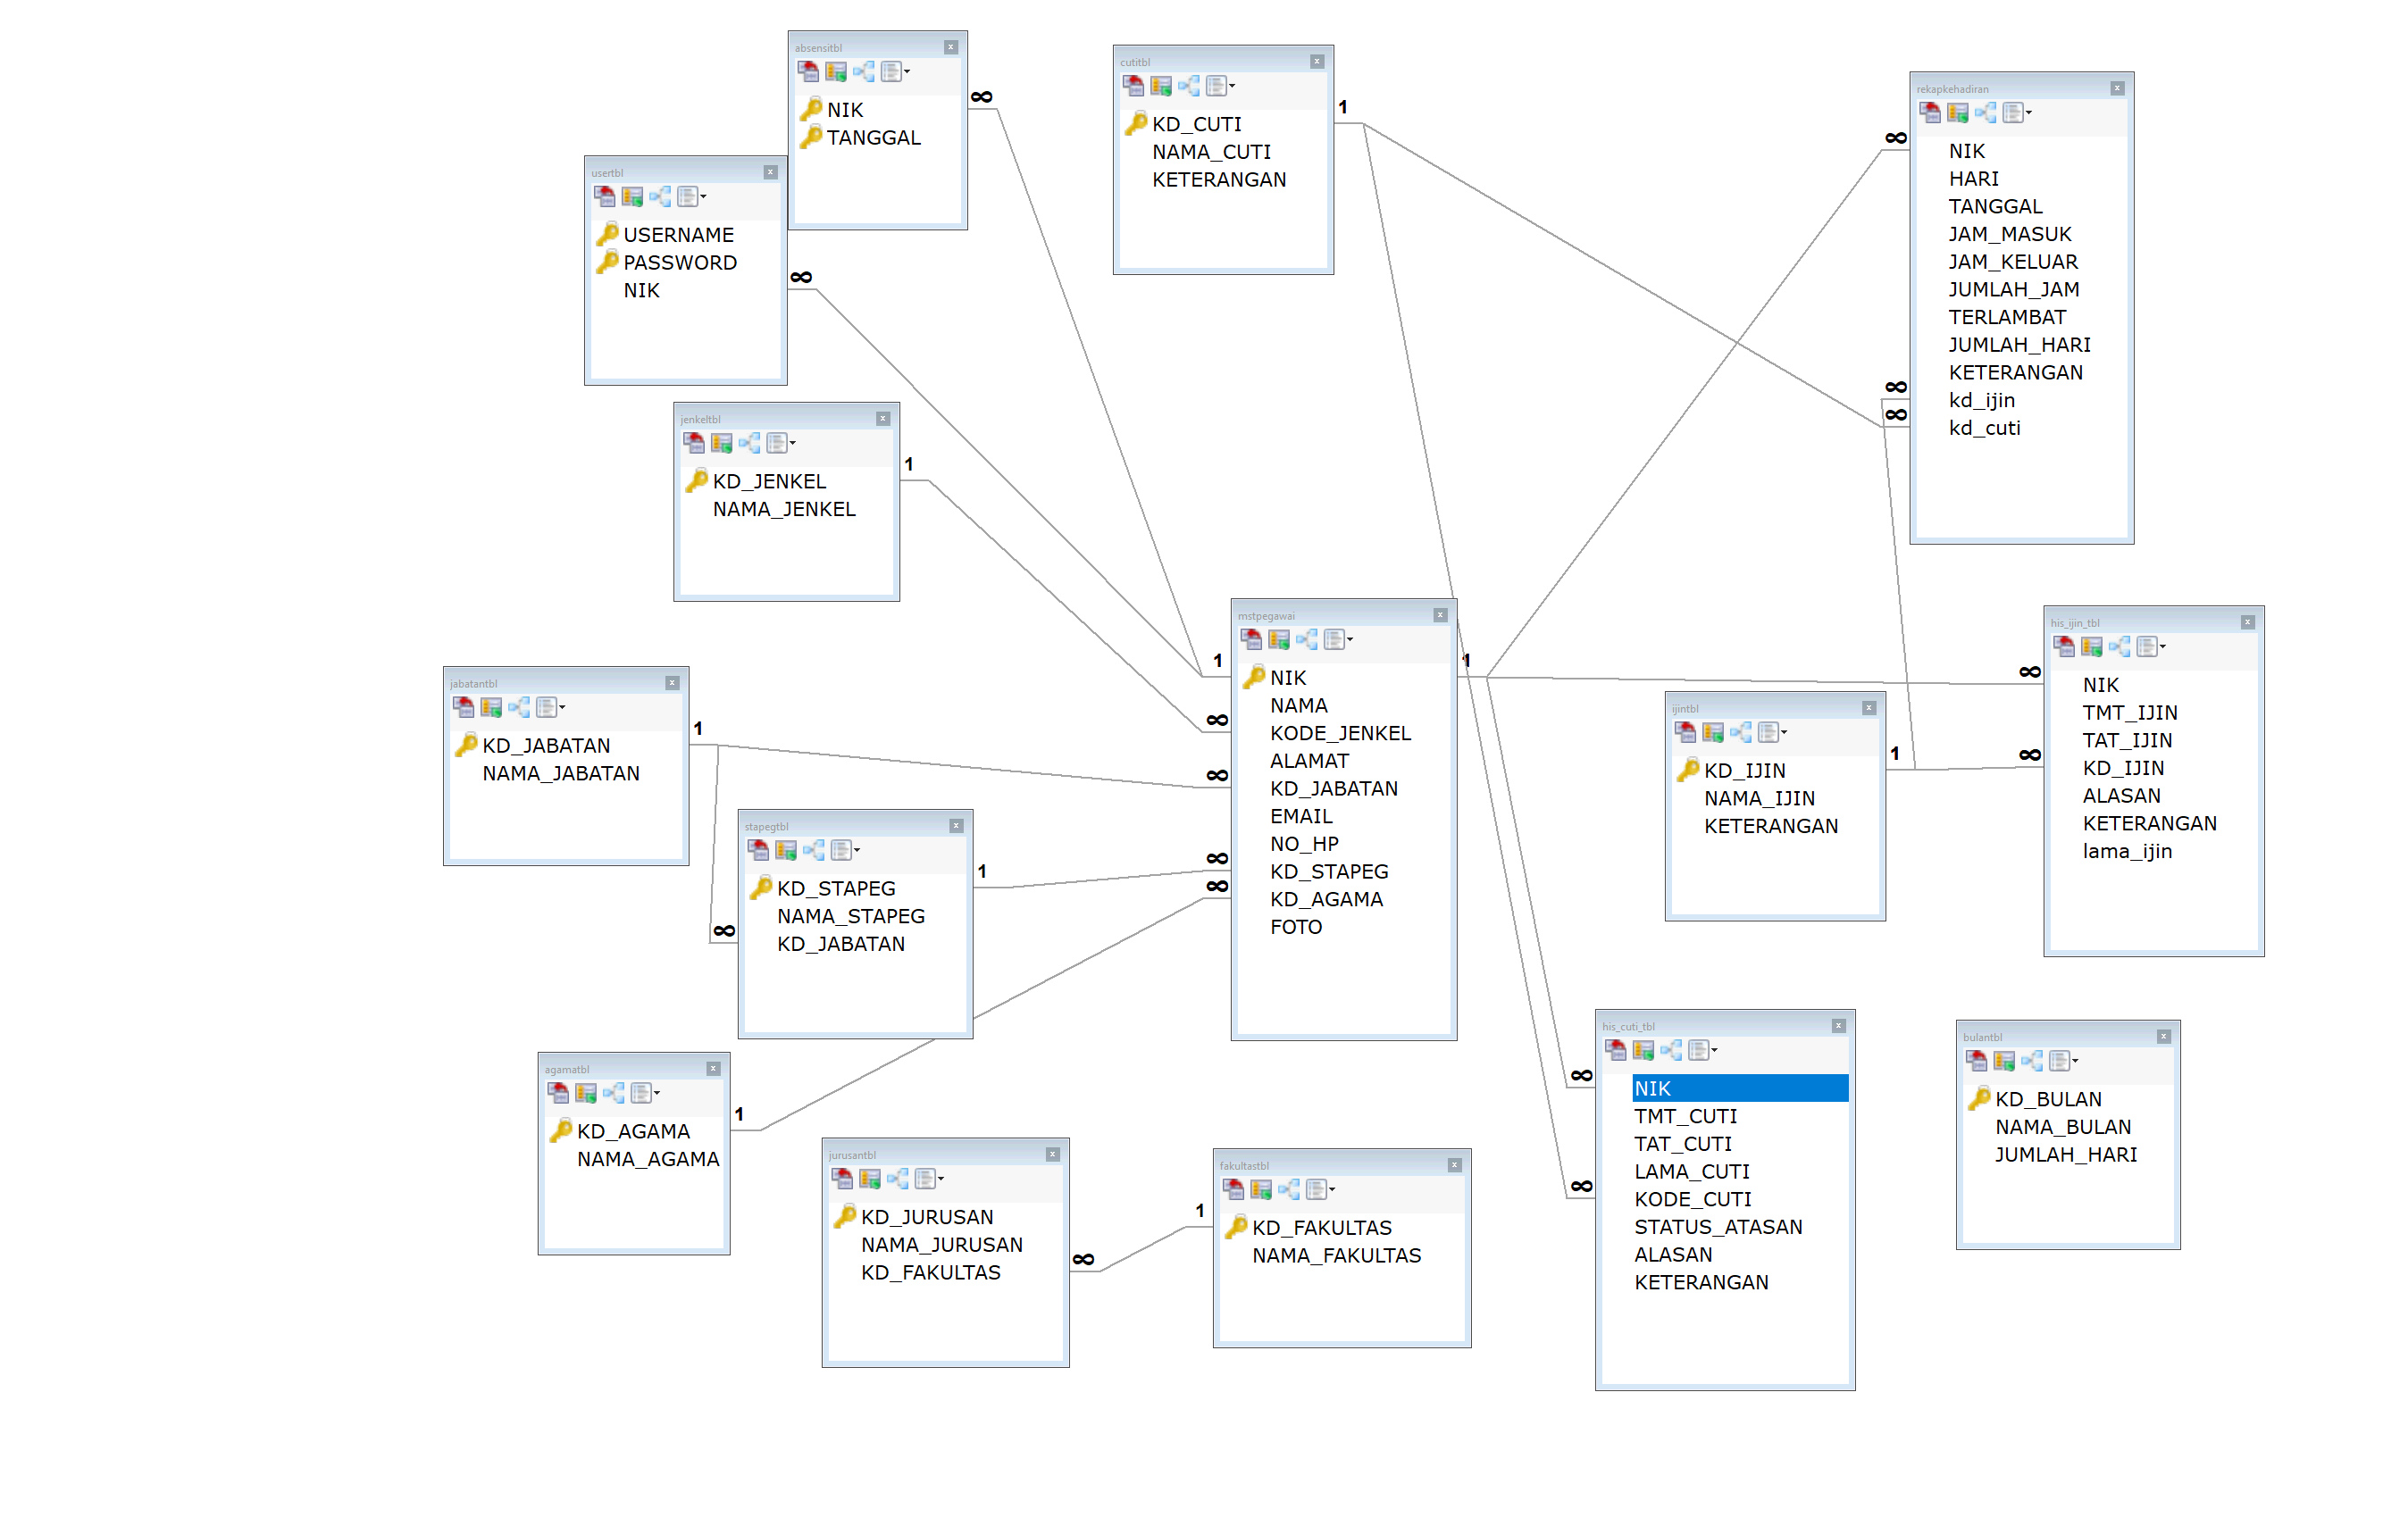 absensitbl
NIK
TANGGAL
cutitbl
KD_CUTI
NAMA_CUTI
KETERANGAN
rekapkehadiran
NIK
HARI
TANGGAL
JAM_MASUK
JAM_KELUAR
JUMLAH_JAM
TERLAMBAT
JUMLAH_HARI
KETERANGAN
kd_ijin
kd_cuti
usertbl
USERNAME
PASSWORD
NIK
jenkeltbl
KD_JENKEL
NAMA_JENKEL
mstpegawai
NIK
NAMA
KODE_JENKEL
ALAMAT
KD_JABATAN
EMAIL
NO_HP
KD_STAPEG
KD_AGAMA
FOTO
his_ijin_tbl
NIK
TMT_IJIN
TAT_IJIN
KD_IJIN
ALASAN
KETERANGAN
lama_ijin
jabatantbl
KD_JABATAN
NAMA_JABATAN
ijintbl
KD_IJIN
NAMA_IJIN
KETERANGAN
stapegtbl
KD_STAPEG
NAMA_STAPEG
KD_JABATAN
agamatbl
KD_AGAMA
NAMA_AGAMA
his_cuti_tbl
NIK
TMT_CUTI
TAT_CUTI
LAMA_CUTI
KODE_CUTI
STATUS_ATASAN
ALASAN
KETERANGAN
bulantbl
KD_BULAN
NAMA_BULAN
JUMLAH_HARI
jurusantbl
KD_JURUSAN
NAMA_JURUSAN
KD_FAKULTAS
fakultastbl
KD_FAKULTAS
NAMA_FAKULTAS
∞
1
∞
∞
1
∞
∞
1
1
∞
∞
1
∞
1
∞
∞
1
∞
∞
∞
1
∞
∞
1
∞
1